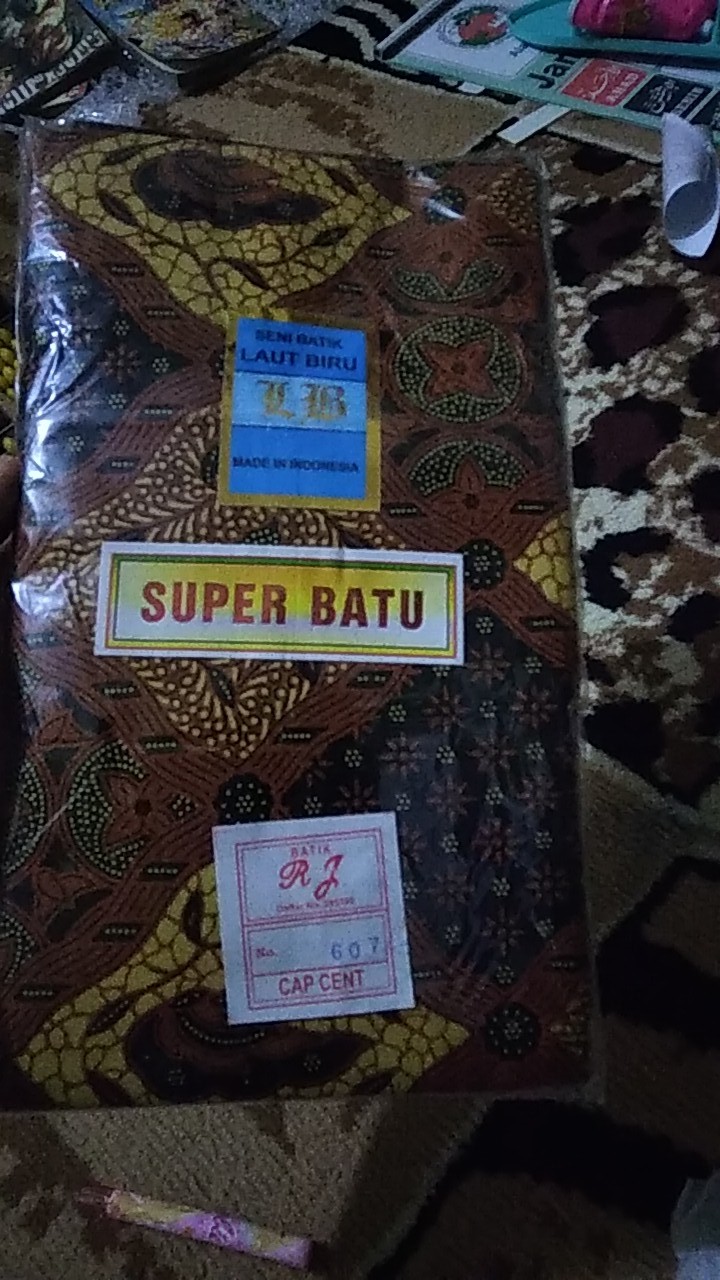 SENI BATIK
LAUT BIRU
LB
MADE IN INDONESIA
SUPER BATU
BATIK
RJ
No. 607
CAP CENT